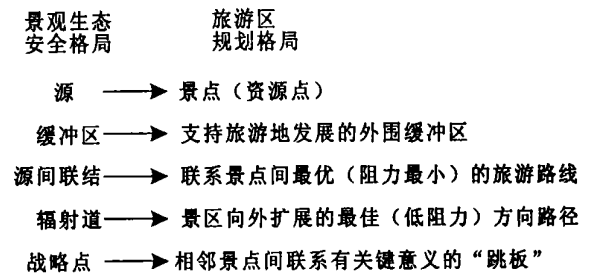 景观生态 旅游区
安全格局 规划格局
源 景点（资源点）
缓冲区 支持旅游地发展的外围缓冲区
源间联结 联系景点间最优（阻力最小）的旅游路线
辐射道 景区向外扩展的最佳（低阻力）方向路径
战略点 相邻景点间联系有关键意义的“跳板”